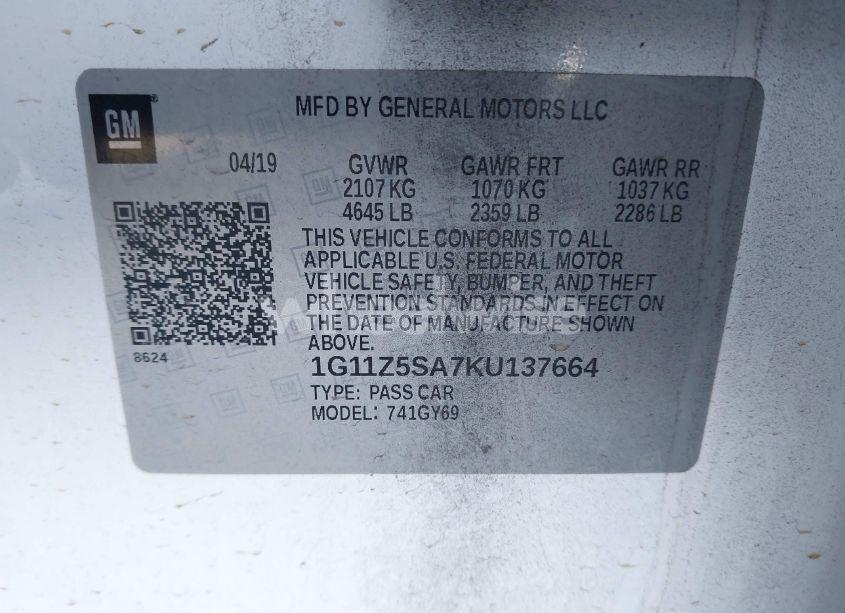 GM®
MFD BY GENERAL MOTORS LLC
04/19 GVWR GAWR FRT GAWR RR
2107 KG 1070 KG 1037 KG
4645 LB 2359 LB 2286 LB
THIS VEHICLE CONFORMS TO ALL
APPLICABLE U.S. FEDERAL MOTOR
VEHICLE SAFETY, BUMPER, AND THEFT
PREVENTION STANDARDS IN EFFECT ON
THE DATE OF MANUFACTURE SHOWN
ABOVE.
8624
1G11Z5SA7KU137664
TYPE: PASS CAR
MODEL: 741GY69